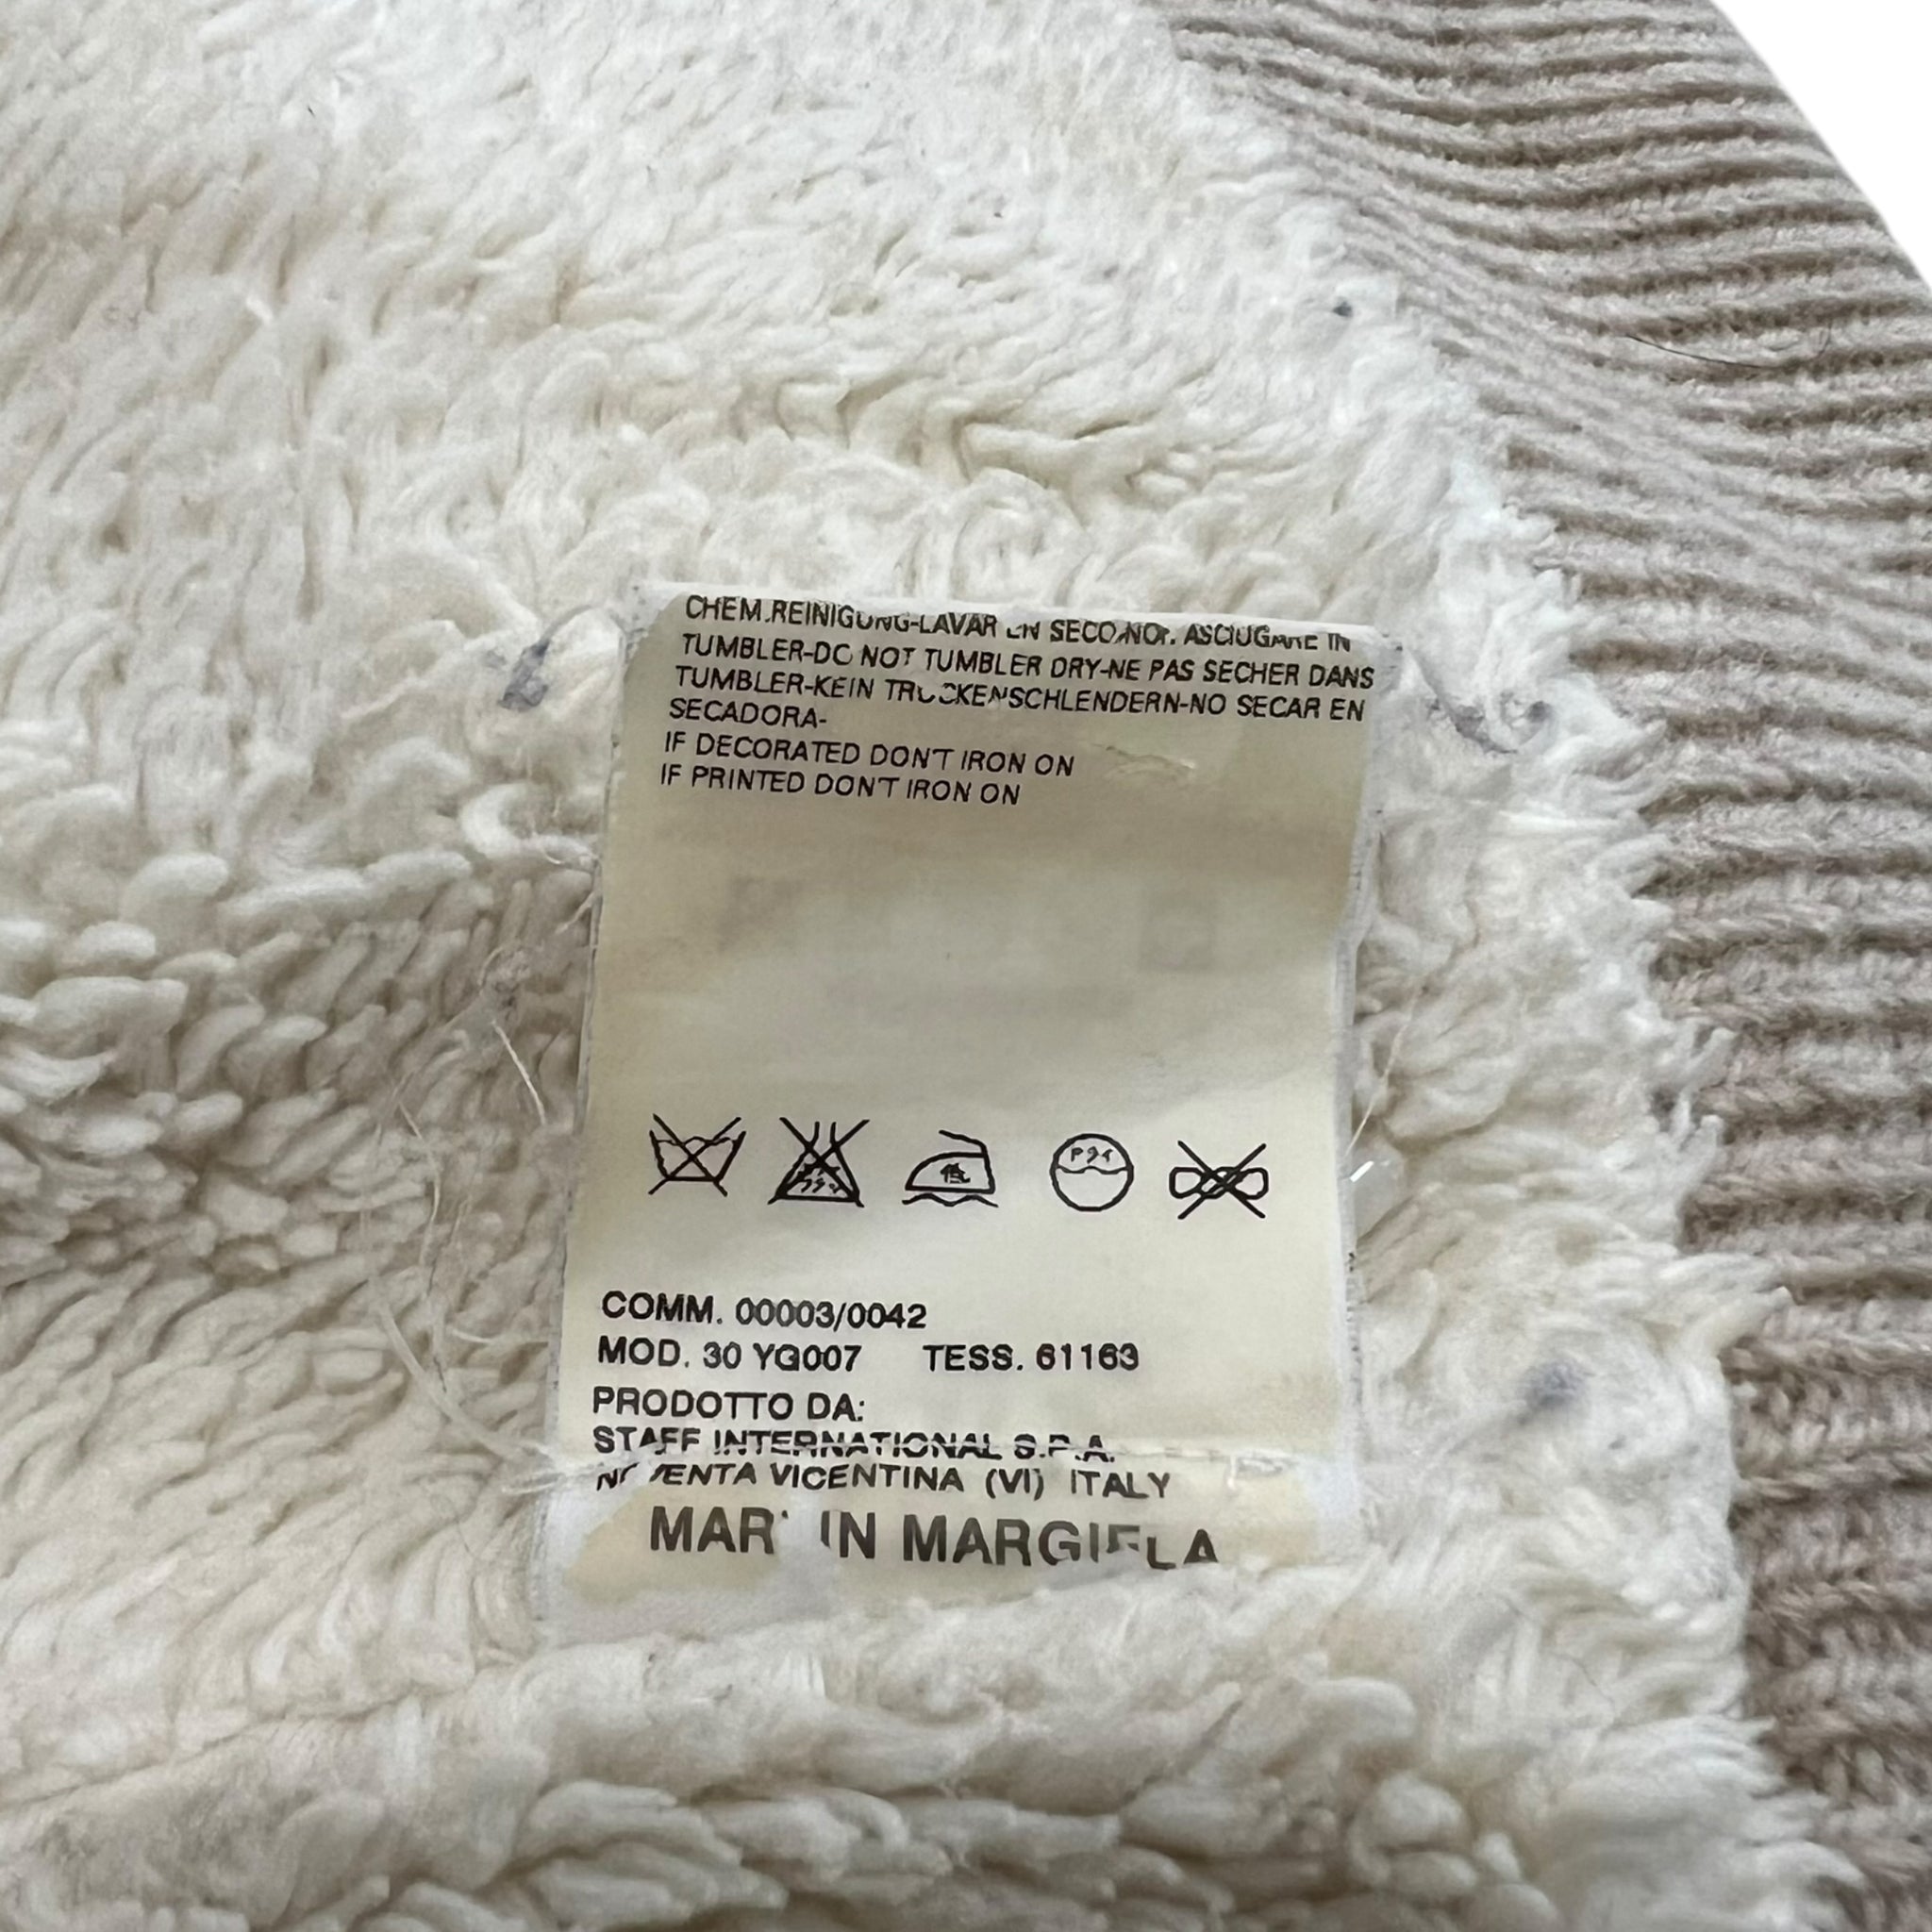 CHEM.REINIGUNG-LAVAR EN SECO.NON ASCIUGARE IN
TUMBLER-DO NOT TUMBLER DRY-NE PAS SECHER DANS
TUMBLER-KEIN TROCKENSCHLENDERN-NO SECAR EN
SECADORA-
IF DECORATED DON'T IRON ON
IF PRINTED DON'T IRON ON
低
COMM. 00003/0042
MOD. 30 YG007 TESS. 61163
PRODOTTO DA:
STAFF INTERNATIONAL S.P.A.
NOVENTA VICENTINA (VI) ITALY
MARTIN MARGIELA